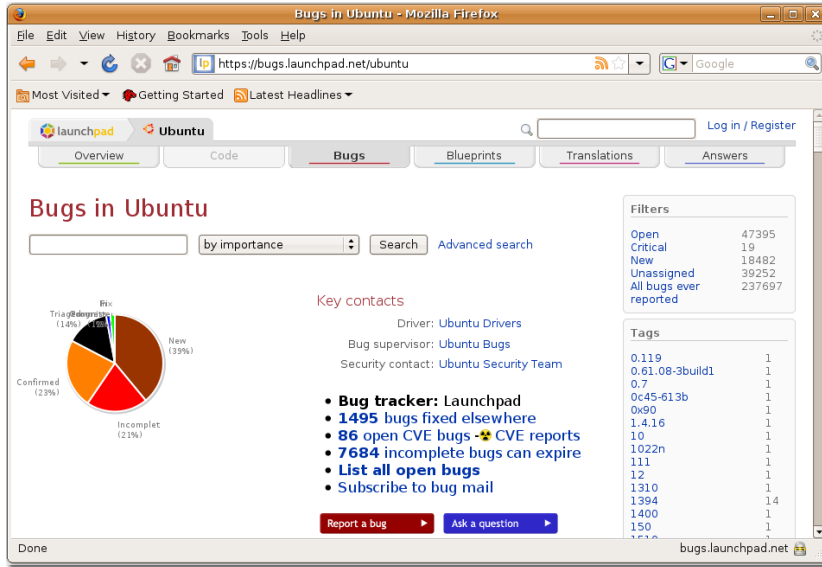 Bugs in Ubuntu - Mozilla Firefox
File Edit View History Bookmarks Tools Help
lp https://bugs.launchpad.net/ubuntu G Google
Most Visited Getting Started Latest Headlines
launchpad Ubuntu Log in / Register
Overview Code Bugs Blueprints Translations Answers
Bugs in Ubuntu
by importance Search Advanced search
New
(39%)
Incomplet
(21%)
Confirmed
(23%)
(14%)
Key contacts
Driver: Ubuntu Drivers
Bug supervisor: Ubuntu Bugs
Security contact: Ubuntu Security Team
• Bug tracker: Launchpad
• 1495 bugs fixed elsewhere
• 86 open CVE bugs - CVE reports
• 7684 incomplete bugs can expire
• List all open bugs
• Subscribe to bug mail
Report a bug Ask a question
Filters
Open 47395
Critical 19
New 18482
Unassigned 39252
All bugs ever reported 237697
Tags
0.119 1
0.61.08-3build1 1
0.7 1
0c45-613b 1
0x90 1
1.4.16 1
10 1
1022n 1
111 1
12 1
1310 1
1394 14
1400 1
150 1
Done bugs.launchpad.net